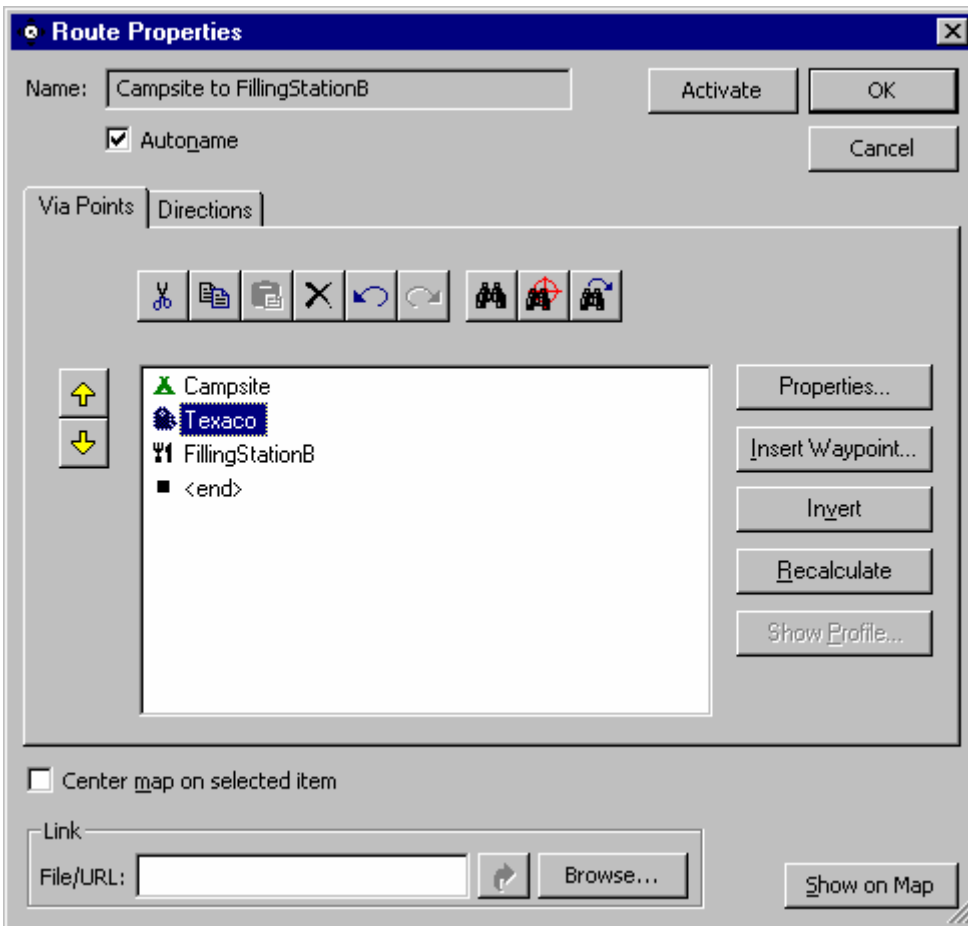 Route Properties
Name: Campsite to FillingStationB Activate OK
Autoname Cancel
Via Points Directions
Campsite Properties...
Texaco
FillingStationB Insert Waypoint...
<end>
Invert
Recalculate
Show Profile...
Center map on selected item
Link
File/URL: Browse... Show on Map